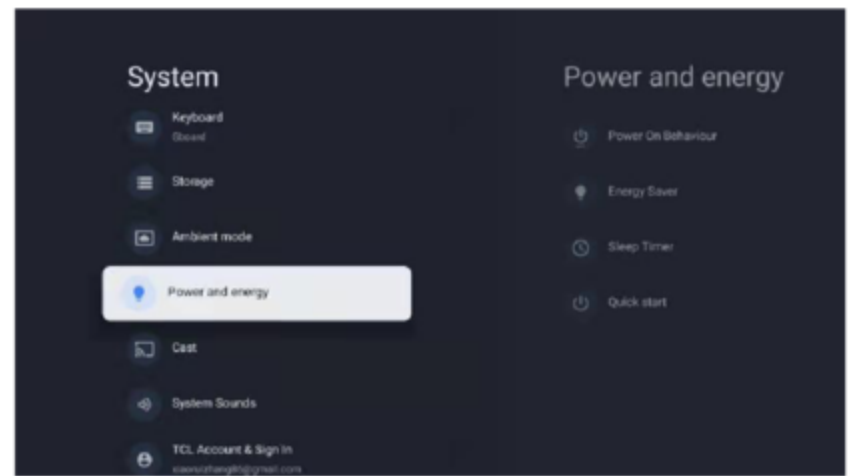 System
Keyboard
Gboard
Storage
Ambient mode
Power and energy
Cast
System Sounds
TCL Account & Sign In
Power and energy
Power On Behaviour
Energy Saver
Sleep Timer
Quick start